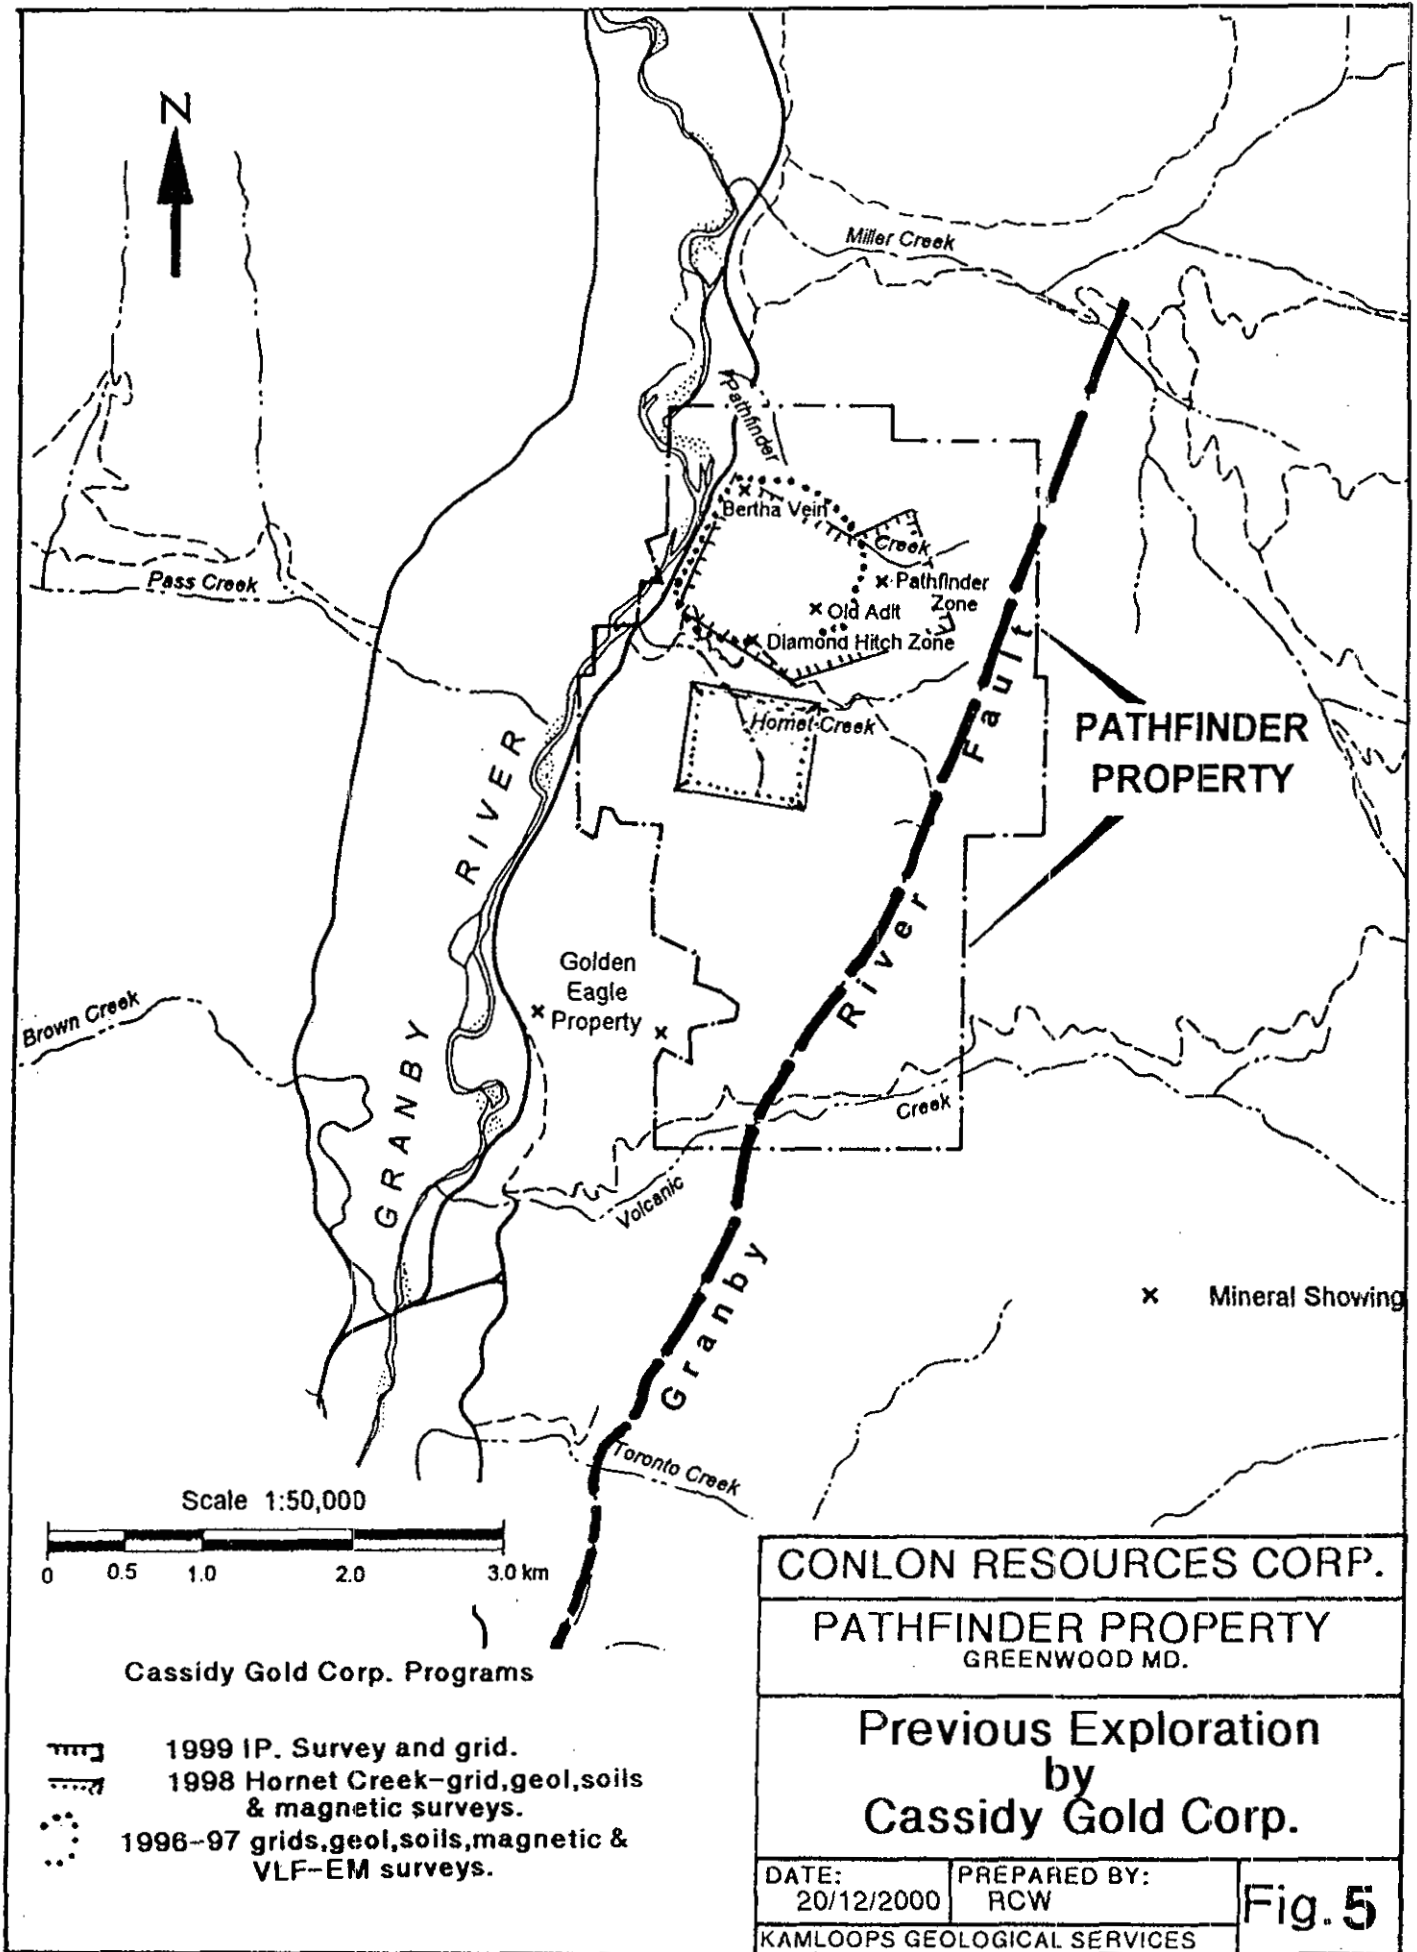 N
Miller Creek
Pathfinder
Bertha Vein
Creek
Pass Creek
x Pathfinder
Zone
x Old Adit
x Diamond Hitch Zone
Hornet Creek
PATHFINDER
PROPERTY
GRANBY RIVER
Granby River Fault
Golden
Eagle
Property
Brown Creek
Creek
Volcanic
x Mineral Showing
Toronto Creek
Scale 1:50,000
0 0.5 1.0 2.0 3.0 km
Cassidy Gold Corp. Programs
1999 IP. Survey and grid.
1998 Hornet Creek-grid,geol,soils
& magnetic surveys.
1996-97 grids,geol,soils,magnetic &
VLF-EM surveys.
CONLON RESOURCES CORP.
PATHFINDER PROPERTY
GREENWOOD MD.
Previous Exploration
by
Cassidy Gold Corp.
DATE:
20/12/2000
PREPARED BY:
RCW
Fig. 5
KAMLOOPS GEOLOGICAL SERVICES